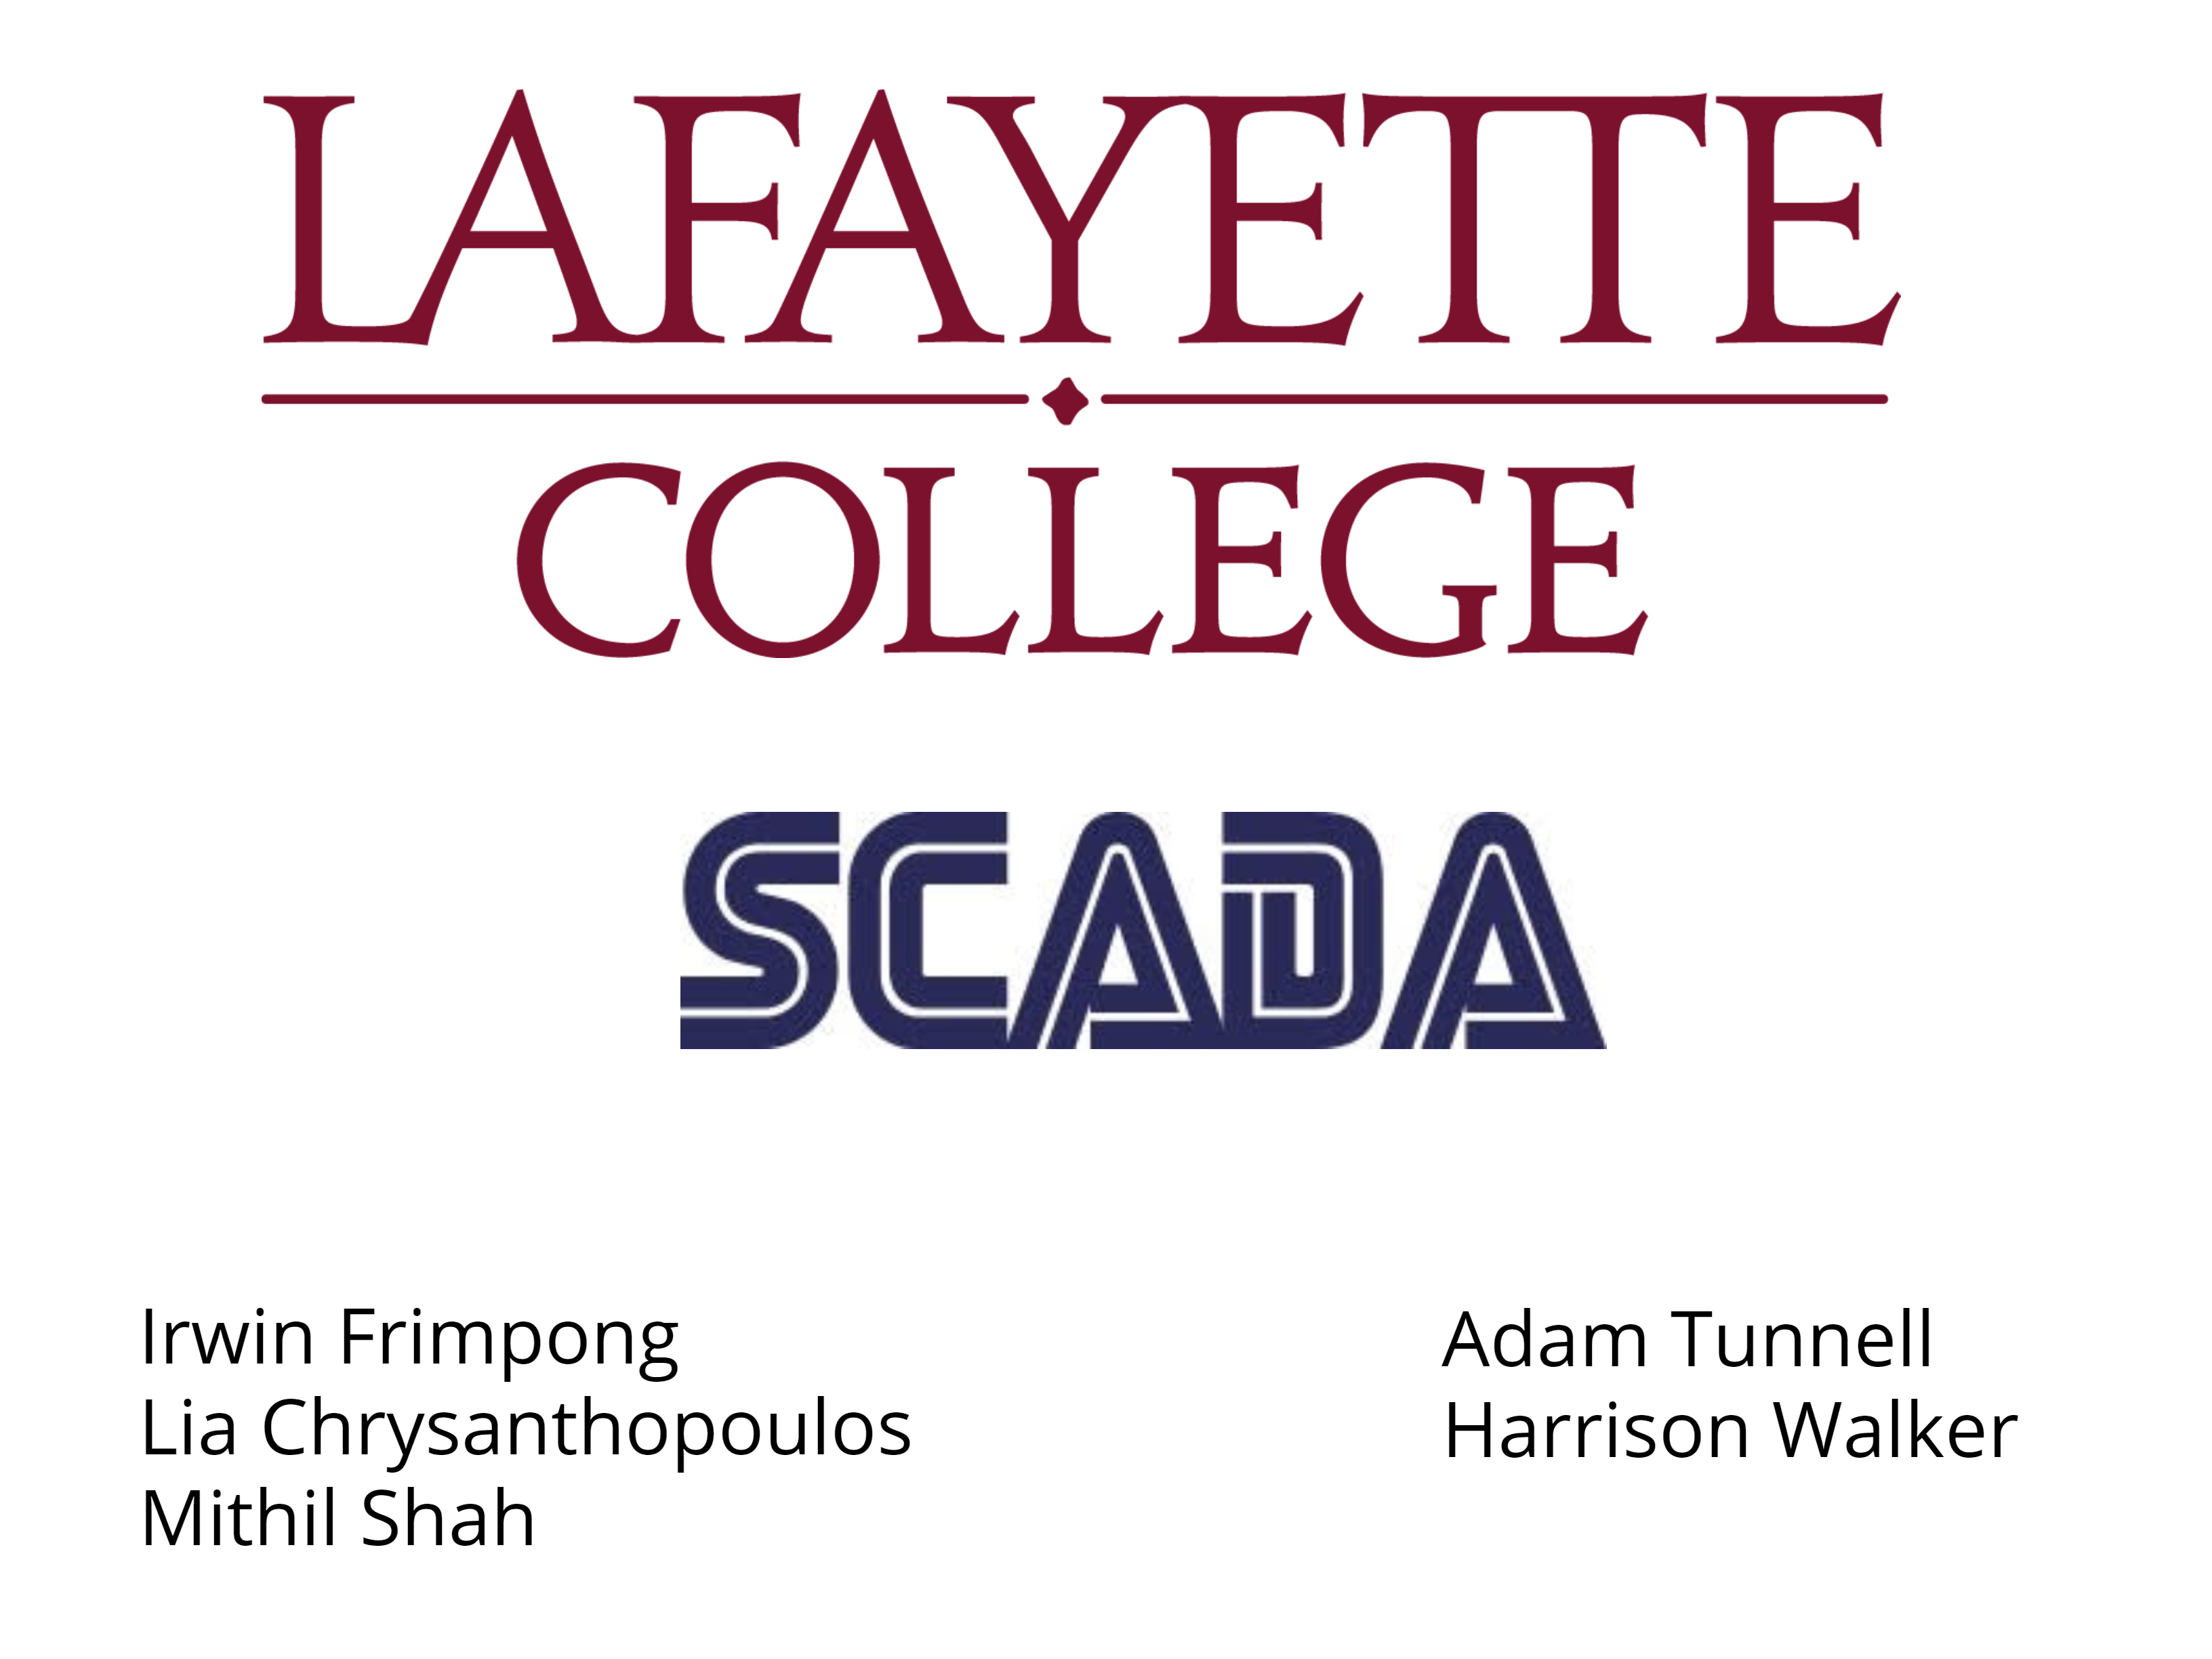 LAFAYETTE
COLLEGE
SCADA
Irwin Frimpong
Lia Chrysanthopoulos
Mithil Shah
Adam Tunnell
Harrison Walker